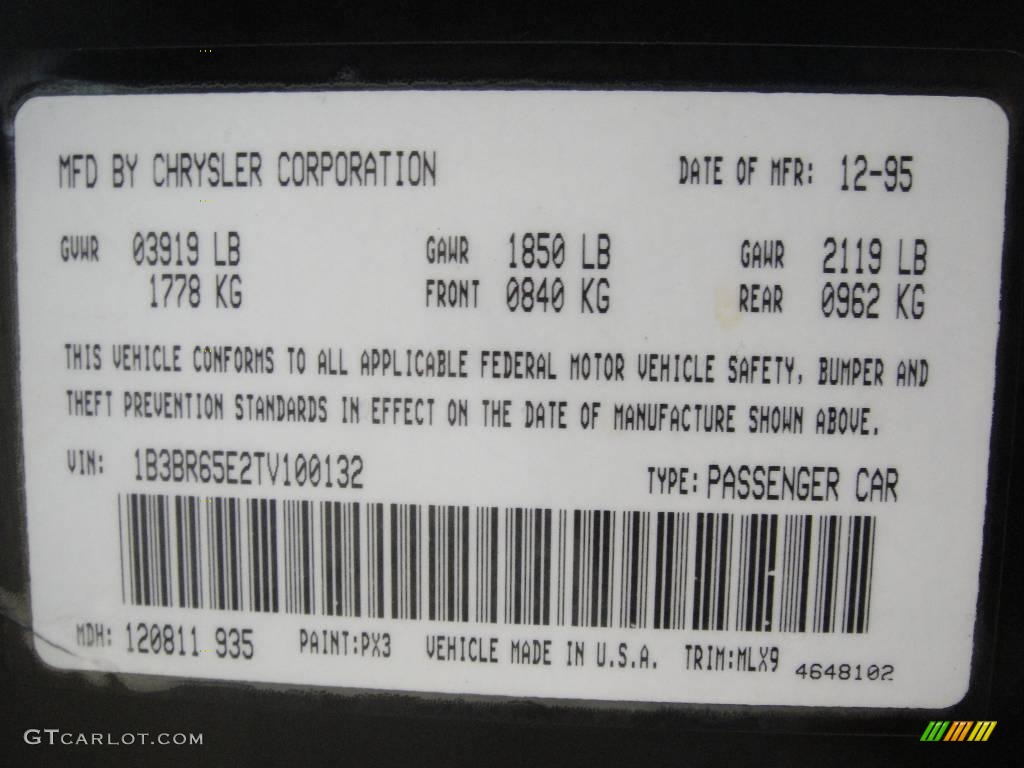 MFD BY CHRYSLER CORPORATION DATE OF MFR: 12-95
GVWR 03919 LB GAWR 1850 LB GAWR 2119 LB
1778 KG FRONT 0840 KG REAR 0962 KG
THIS VEHICLE CONFORMS TO ALL APPLICABLE FEDERAL MOTOR VEHICLE SAFETY, BUMPER AND
THEFT PREVENTION STANDARDS IN EFFECT ON THE DATE OF MANUFACTURE SHOWN ABOVE.
VIN: 1B3BR65E2TV100132 TYPE: PASSENGER CAR
MDH: 120811 935 PAINT:PX3 VEHICLE MADE IN U.S.A. TRIM:MLX9 4648102
GTCARLOT.COM